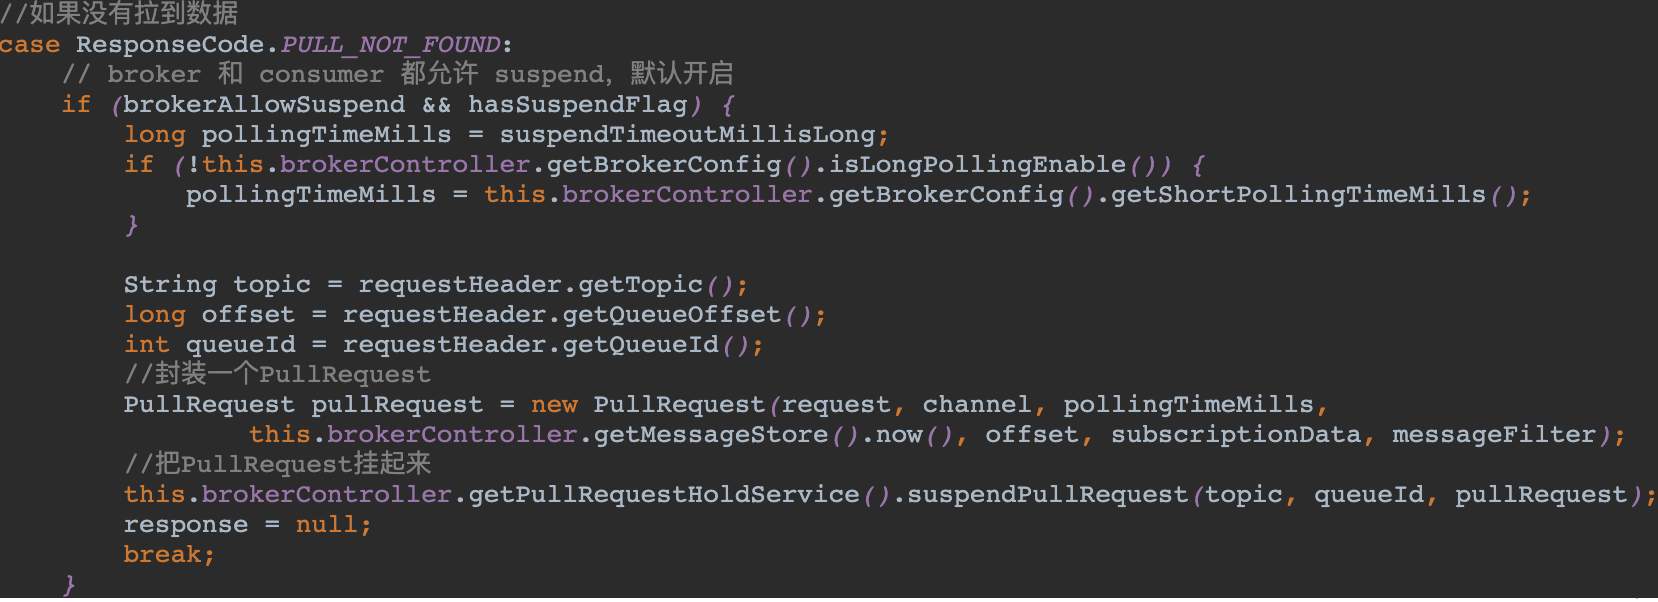 //如果没有拉到数据
case ResponseCode.PULL_NOT_FOUND:
    // broker 和 consumer 都允许 suspend，默认开启
    if (brokerAllowSuspend && hasSuspendFlag) {
        long pollingTimeMills = suspendTimeoutMillisLong;
        if (!this.brokerController.getBrokerConfig().isLongPollingEnable()) {
            pollingTimeMills = this.brokerController.getBrokerConfig().getShortPollingTimeMills();
        }

        String topic = requestHeader.getTopic();
        long offset = requestHeader.getQueueOffset();
        int queueId = requestHeader.getQueueId();
        //封装一个PullRequest
        PullRequest pullRequest = new PullRequest(request, channel, pollingTimeMills,
                this.brokerController.getMessageStore().now(), offset, subscriptionData, messageFilter);
        //把PullRequest挂起来
        this.brokerController.getPullRequestHoldService().suspendPullRequest(topic, queueId, pullRequest);
        response = null;
        break;
    }